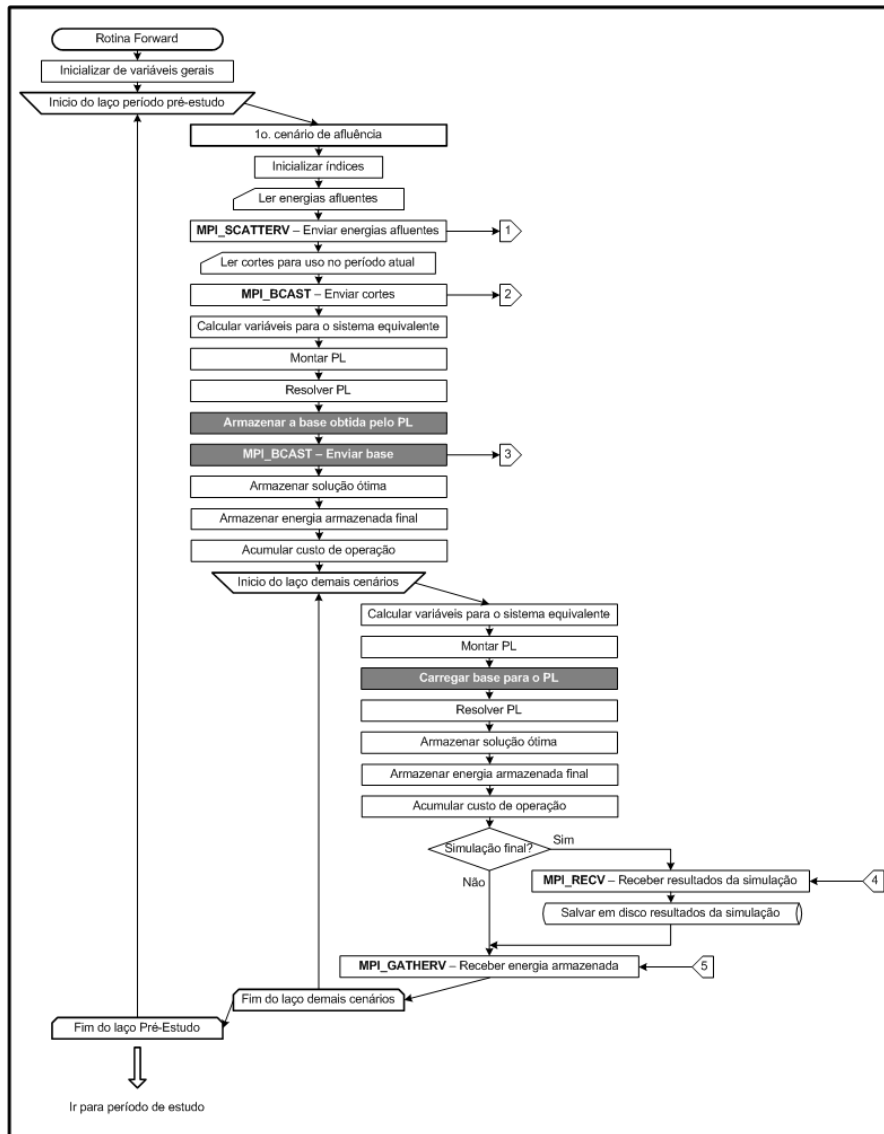 Rotina Forward
Inicializar de variáveis gerais
Inicio do laço período pré-estudo
1o. cenário de afluência
Inicializar índices
Ler energias afluentes
MPI_SCATTERV – Enviar energias afluentes
1
Ler cortes para uso no período atual
MPI_BCAST – Enviar cortes
2
Calcular variáveis para o sistema equivalente
Montar PL
Resolver PL
Armazenar a base obtida pelo PL
MPI_BCAST – Enviar base
3
Armazenar solução ótima
Armazenar energia armazenada final
Acumular custo de operação
Início do laço demais cenários
Calcular variáveis para o sistema equivalente
Montar PL
Carregar base para o PL
Resolver PL
Armazenar solução ótima
Armazenar energia armazenada final
Acumular custo de operação
Simulação final?
Sim
Não
MPI_RECV – Receber resultados da simulação
4
Salvar em disco resultados da simulação
MPI_GATHERV – Receber energia armazenada
5
Fim do laço demais cenários
Fim do laço Pré-Estudo
Ir para período de estudo